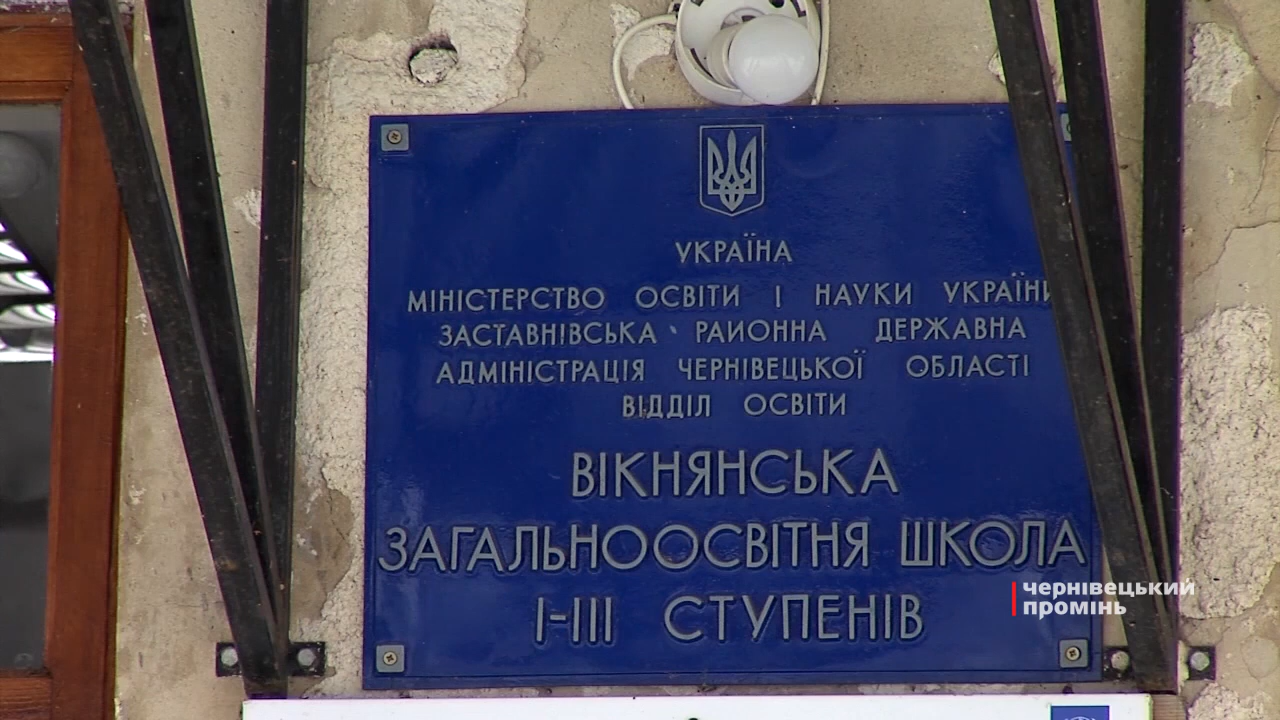 УКРАЇНА
МІНІСТЕРСТВО ОСВІТИ І НАУКИ УКРАЇНИ
ЗАСТАВНІВСЬКА РАЙОННА ДЕРЖАВНА
АДМІНІСТРАЦІЯ ЧЕРНІВЕЦЬКОЇ ОБЛАСТІ
ВІДДІЛ ОСВІТИ
ВІКНЯНСЬКА
ЗАГАЛЬНООСВІТНЯ ШКОЛА
І-ІІІ СТУПЕНІВ
чернівецький
промінь